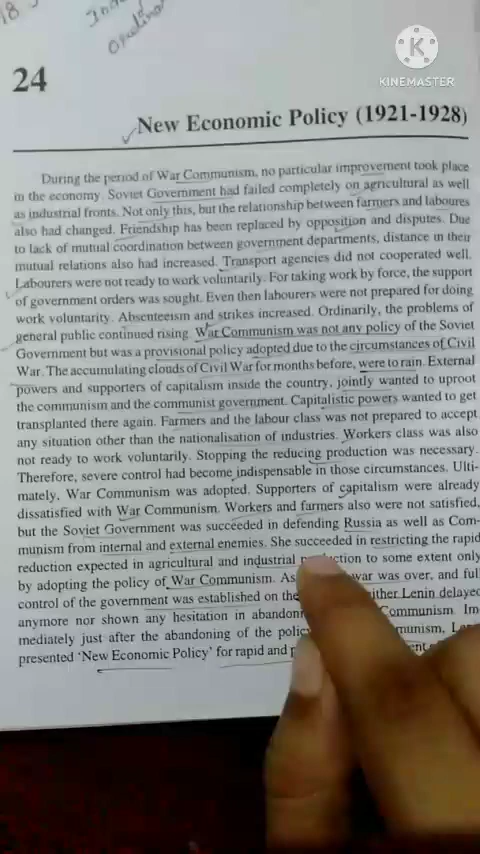 18
KINEMASTER
24
New Economic Policy (1921-1928)
During the period of War Communism, no particular improvement took place
in the economy. Soviet Government had failed completely on agricultural as well
as industrial fronts. Not only this, but the relationship between farmers and laboures
also had changed. Friendship has been replaced by opposition and disputes. Due
to lack of mutual coordination between government departments, distance in their
mutual relations also had increased. Transport agencies did not cooperated well.
Labourers were not ready to work voluntarily. For taking work by force, the support
of government orders was sought. Even then labourers were not prepared for doing
work voluntarity. Absenteeism and strikes increased. Ordinarily, the problems of
general public continued rising. War Communism was not any policy of the Soviet
Government but was a provisional policy adopted due to the circumstances of Civil
War. The accumulating clouds of Civil War for months before, were to rain. External
powers and supporters of capitalism inside the country, jointly wanted to uproot
the communism and the communist government. Capitalistic powers wanted to get
transplanted there again. Farmers and the labour class was not prepared to accept
any situation other than the nationalisation of industries. Workers class was also
not ready to work voluntarily. Stopping the reducing production was necessary.
Therefore, severe control had become indispensable in those circumstances. Ulti-
mately, War Communism was adopted. Supporters of capitalism were already
dissatisfied with War Communism. Workers and farmers also were not satisfied,
but the Soviet Government was succeeded in defending Russia as well as Com-
munism from internal and external enemies. She succeeded in restricting the rapid
reduction expected in agricultural and industrial production to some extent only
by adopting the policy of War Communism. As war was over, and full
control of the government was established on the Lenin delayed
anymore nor shown any hesitation in Communism. Im-
mediately just after the abandoning of the
presented 'New Economic Policy' for rapid and